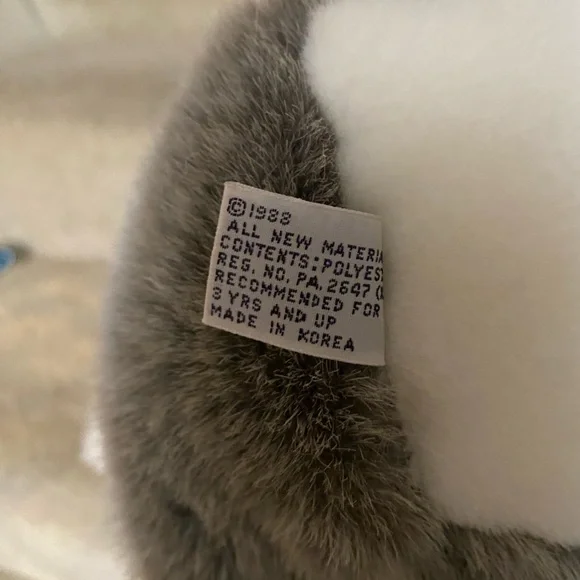 ©1988
ALL NEW MATERIA
CONTENTS: POLYES
REG. NO. PA. 2647 (
RECOMMENDED FOR
3 YRS AND UP
MADE IN KOREA